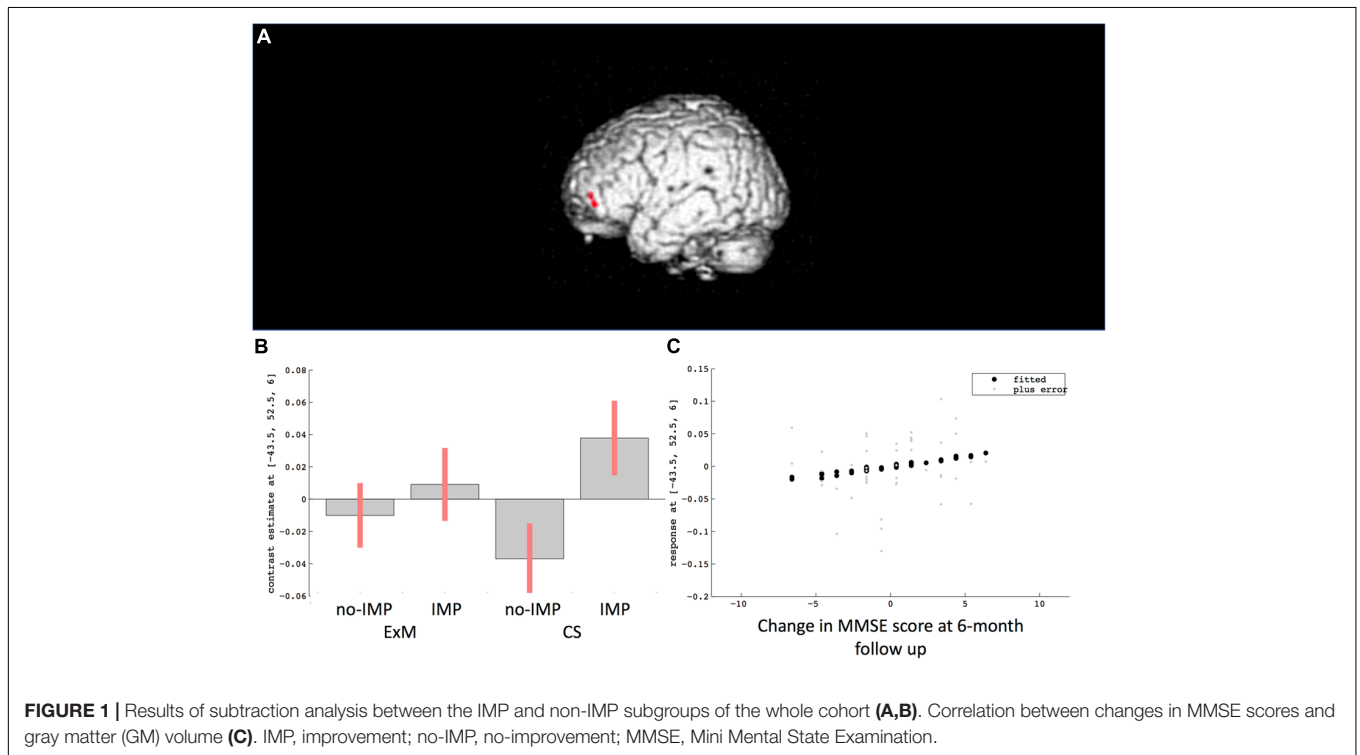 A
B
C
contrast estimate at [-43.5, 52.5, 6]
0.08
0.06
0.04
0.02
0
-0.02
-0.04
-0.06
no-IMP IMP no-IMP IMP
ExM CS
response at [-43.5, 52.5, 6]
0.15
0.1
0.05
0
-0.05
-0.1
-0.15
-0.2
fitted
plus error
-10 -5 0 5 10
Change in MMSE score at 6-month
follow up
FIGURE 1 | Results of subtraction analysis between the IMP and non-IMP subgroups of the whole cohort (A,B). Correlation between changes in MMSE scores and
gray matter (GM) volume (C). IMP, improvement; no-IMP, no-improvement; MMSE, Mini Mental State Examination.